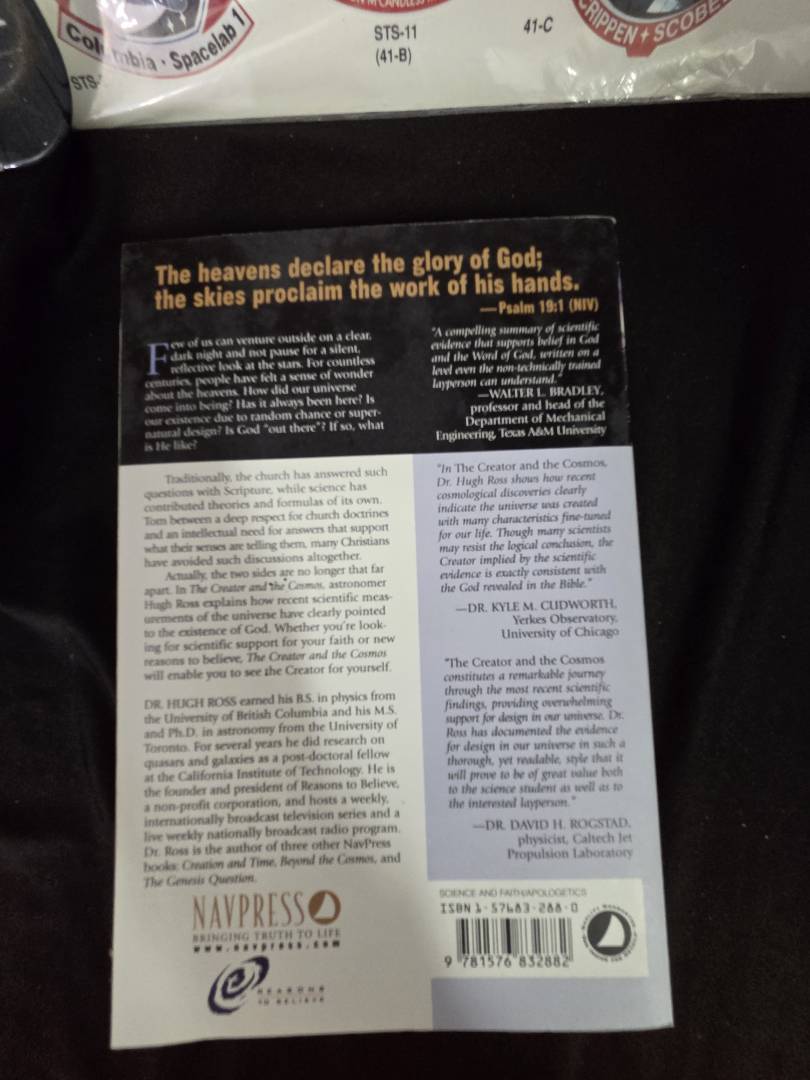 Columbia · Spacelab 1
STS-
STS-11
(41-B)
41-C
CRIPPEN + SCOBE
The heavens declare the glory of God;
the skies proclaim the work of his hands.
—Psalm 19:1 (NIV)
Few of us can venture outside on a clear,
dark night and not pause for a silent,
reflective look at the stars. For countless
centuries, people have felt a sense of wonder
about the heavens. How did our universe
come into being? Has it always been here? Is
our existence due to random chance or super-
natural design? Is God "out there"? If so, what
is He like?
"A compelling summary of scientific
evidence that supports belief in God
and the Word of God, written on a
level even the non-technically trained
layperson can understand."
—WALTER L. BRADLEY,
professor and head of the
Department of Mechanical
Engineering, Texas A&M University
Traditionally, the church has answered such
questions with Scripture, while science has
contributed theories and formulas of its own.
Torn between a deep respect for church doctrines
and an intellectual need for answers that support
what their senses are telling them, many Christians
have avoided such discussions altogether.
Actually, the two sides are no longer that far
apart. In The Creator and the Cosmos, astronomer
Hugh Ross explains how recent scientific meas-
urements of the universe have clearly pointed
to the existence of God. Whether you're look-
ing for scientific support for your faith or new
reasons to believe, The Creator and the Cosmos
will enable you to see the Creator for yourself.
DR. HUGH ROSS earned his B.S. in physics from
the University of British Columbia and his M.S.
and Ph.D. in astronomy from the University of
Toronto. For several years he did research on
quasars and galaxies as a post-doctoral fellow
at the California Institute of Technology. He is
the founder and president of Reasons to Believe,
a non-profit corporation, and hosts a weekly,
internationally broadcast television series and a
live weekly nationally broadcast radio program.
Dr. Ross is the author of three other NavPress
books: Creation and Time, Beyond the Cosmos, and
The Genesis Question.
"In The Creator and the Cosmos,
Dr. Hugh Ross shows how recent
cosmological discoveries clearly
indicate the universe was created
with many characteristics fine-tuned
for our life. Though many scientists
may resist the logical conclusion, the
Creator implied by the scientific
evidence is exactly consistent with
the God revealed in the Bible."
—DR. KYLE M. CUDWORTH,
Yerkes Observatory,
University of Chicago
"The Creator and the Cosmos
constitutes a remarkable journey
through the most recent scientific
findings, providing overwhelming
support for design in our universe. Dr.
Ross has documented the evidence
for design in our universe in such a
thorough, yet readable, style that it
will prove to be of great value both
to the science student as well as to
the interested layperson."
—DR. DAVID H. ROGSTAD,
physicist, Caltech Jet
Propulsion Laboratory
NAVPRESS
BRINGING TRUTH TO LIFE
www.navpress.com
REASONS
TO BELIEVE
SCIENCE AND FAITH/APOLOGETICS
ISBN 1-57683-288-0
9 781576 832882